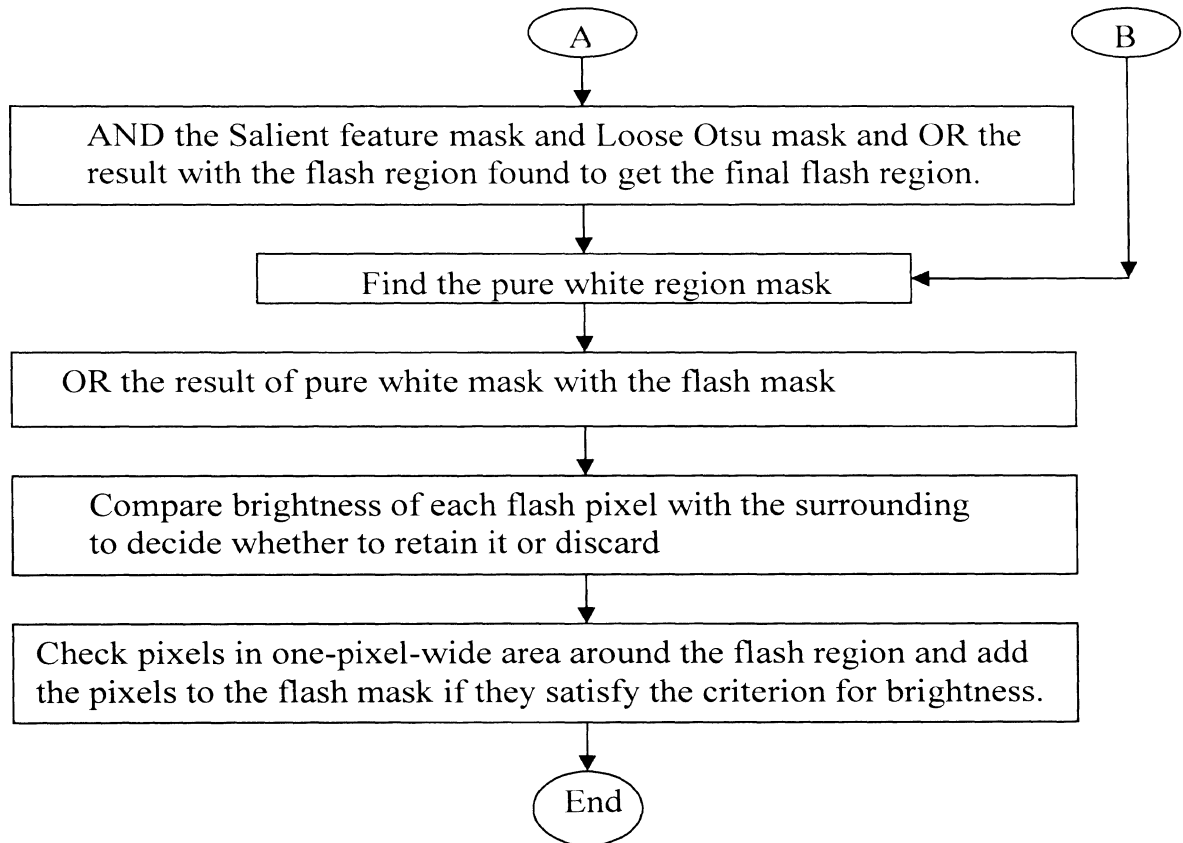 A
B
AND the Salient feature mask and Loose Otsu mask and OR the
result with the flash region found to get the final flash region.
Find the pure white region mask
OR the result of pure white mask with the flash mask
Compare brightness of each flash pixel with the surrounding
to decide whether to retain it or discard
Check pixels in one-pixel-wide area around the flash region and add
the pixels to the flash mask if they satisfy the criterion for brightness.
End